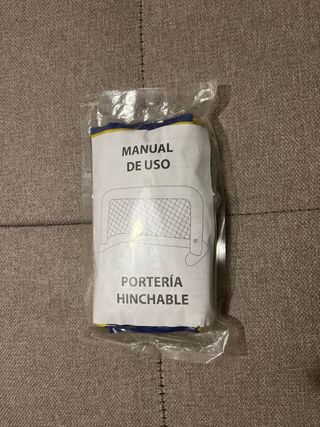 MANUAL
DE USO
PORTERÍA
HINCHABLE